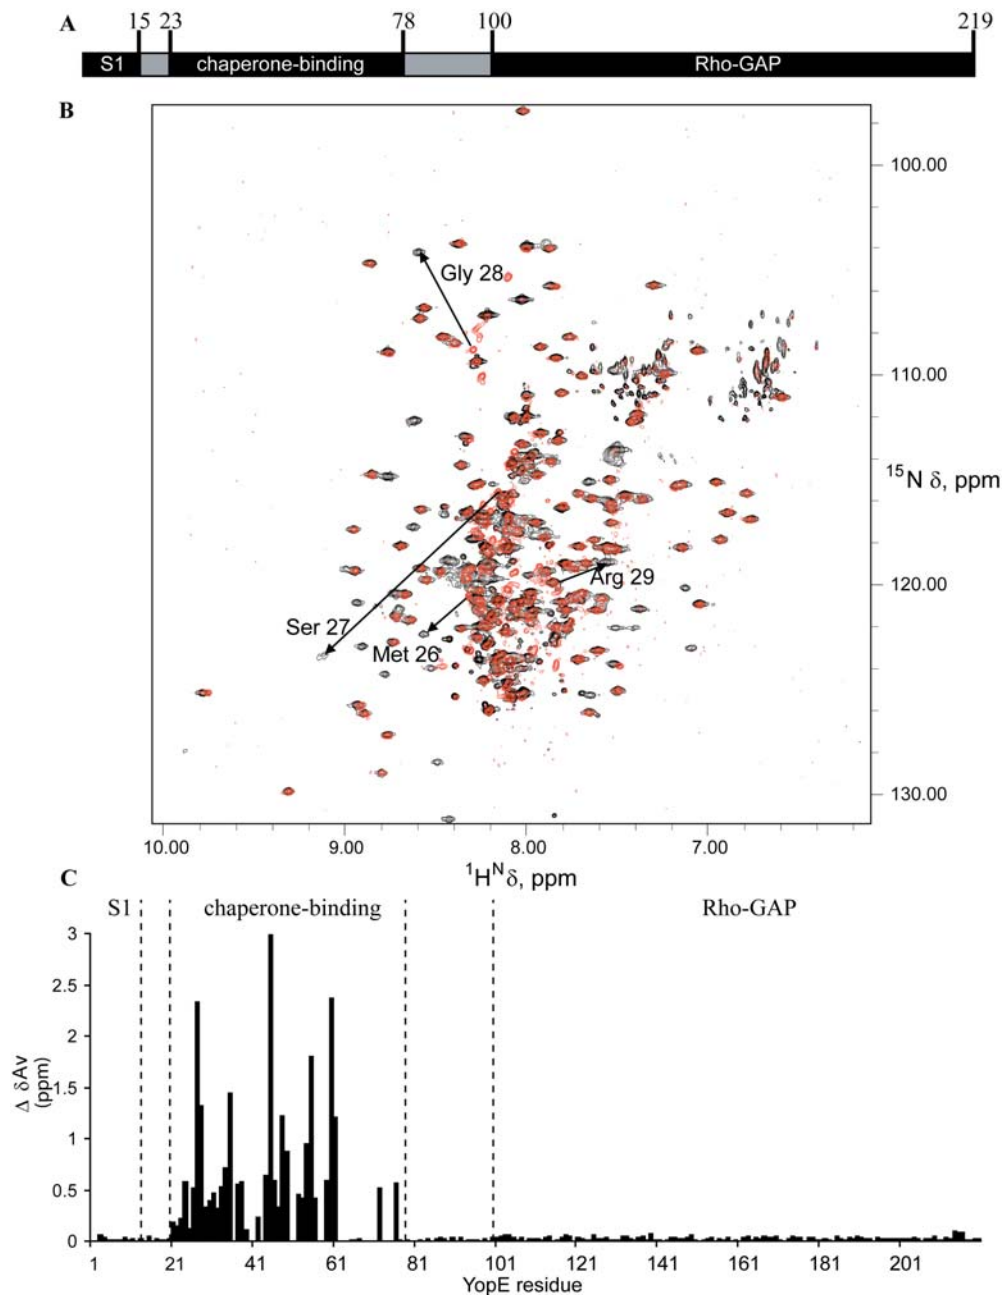 A
15 23 78 100 219
S1 chaperone-binding Rho-GAP
B
100.00
Gly 28
110.00
15N δ, ppm
120.00
Arg 29
Ser 27
Met 26
130.00
10.00 9.00 8.00 7.00
1HN δ, ppm
C
S1 chaperone-binding Rho-GAP
3
2.5
2
1.5
1
0.5
0
Δ δAv
(ppm)
1 21 41 61 81 101 121 141 161 181 201
YopE residue